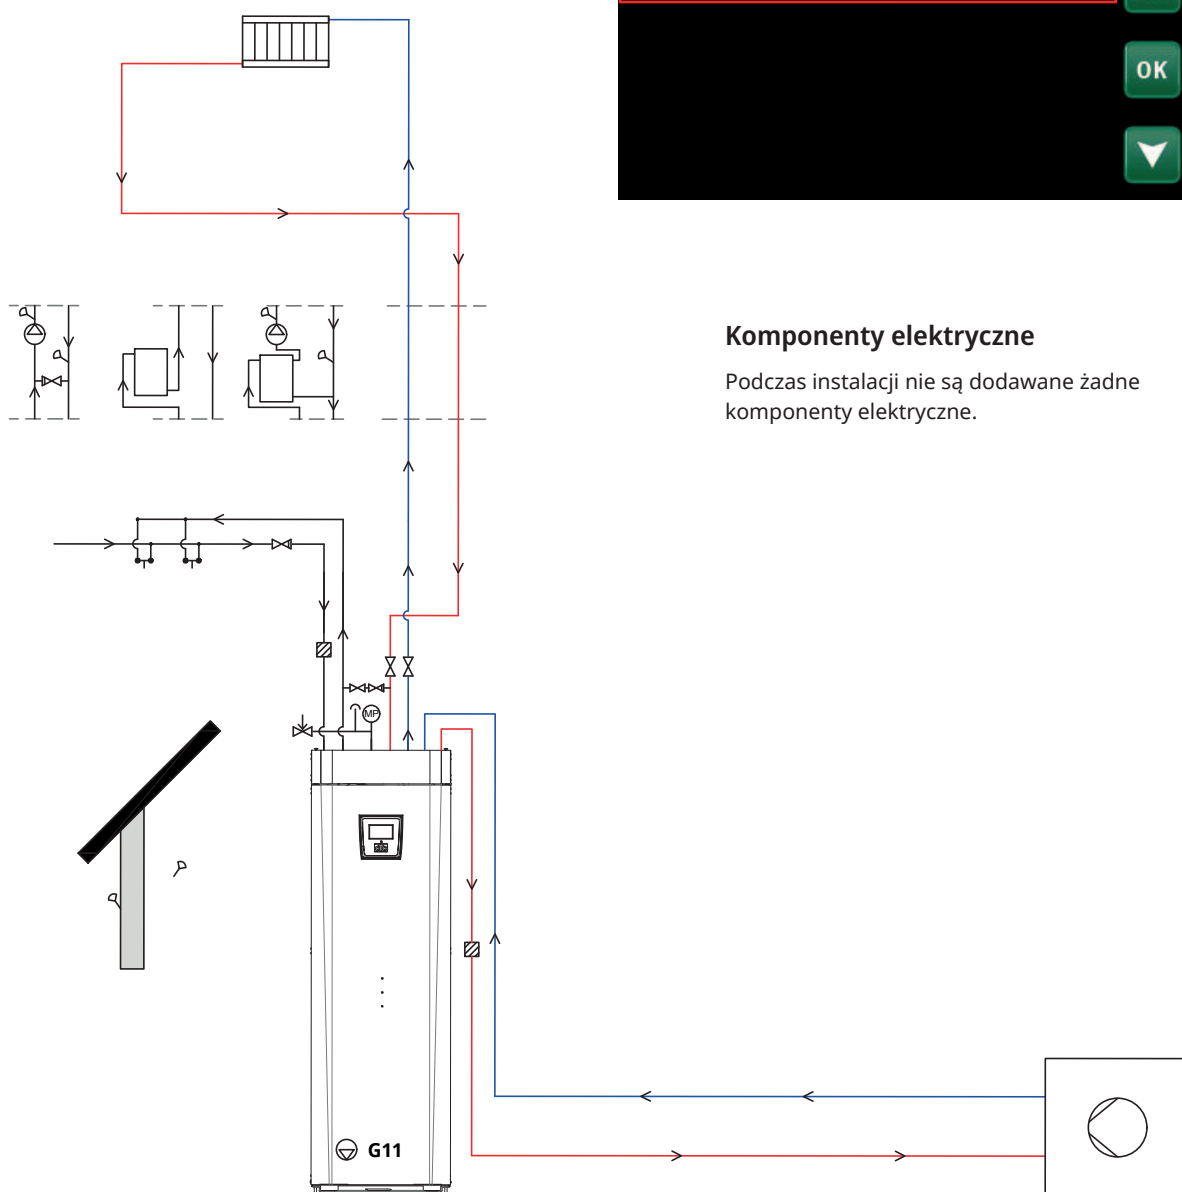 OK
Komponenty elektryczne
Podczas instalacji nie są dodawane żadne
komponenty elektryczne.
MP
G11